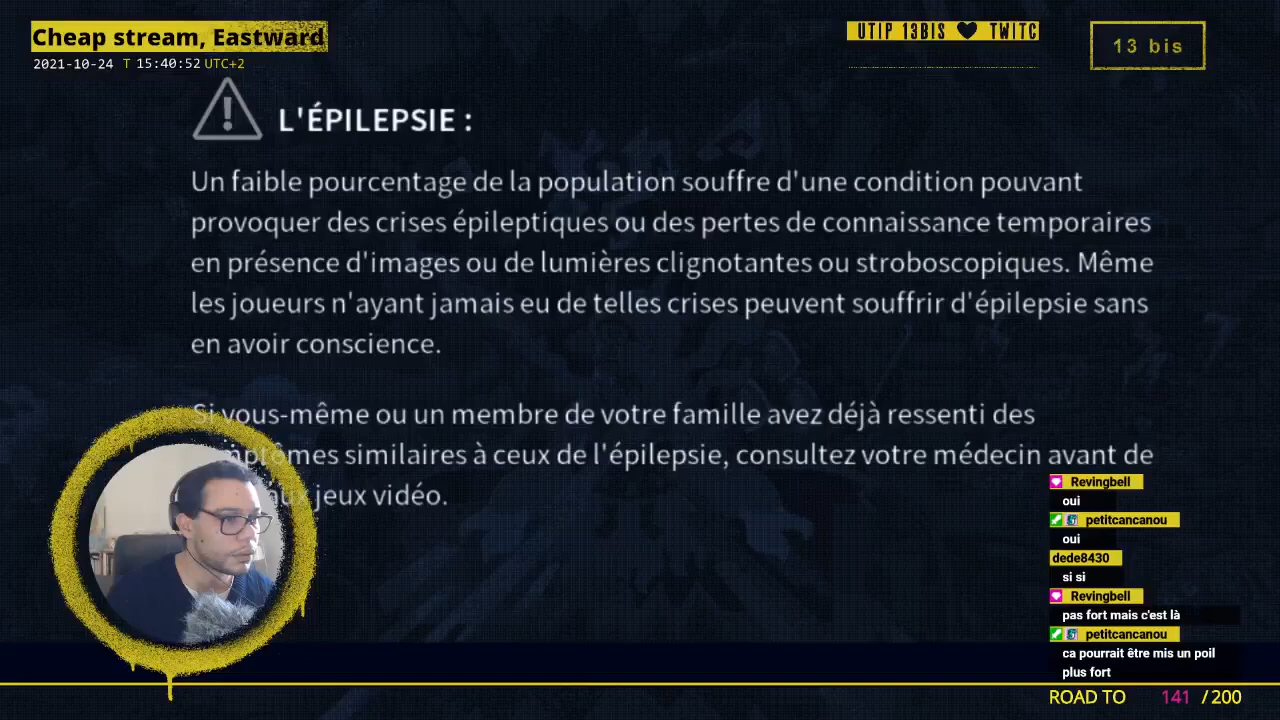 Cheap stream, Eastward
2021-10-24 T 15:40:52 UTC+2
UTIP 13BIS ♥ TWITC
13 bis
L'ÉPILEPSIE :
Un faible pourcentage de la population souffre d'une condition pouvant
provoquer des crises épileptiques ou des pertes de connaissance temporaires
en présence d'images ou de lumières clignotantes ou stroboscopiques. Même
les joueurs n'ayant jamais eu de telles crises peuvent souffrir d'épilepsie sans
en avoir conscience.
Si vous-même ou un membre de votre famille avez déjà ressenti des
similaires à ceux de l'épilepsie, consultez votre médecin avant de
jeux vidéo.
Revingbell
oui
petitcancanou
oui
dede8430
si si
Revingbell
pas fort mais c'est là
petitcancanou
ca pourrait être mis un poil
plus fort
ROAD TO 141 / 200